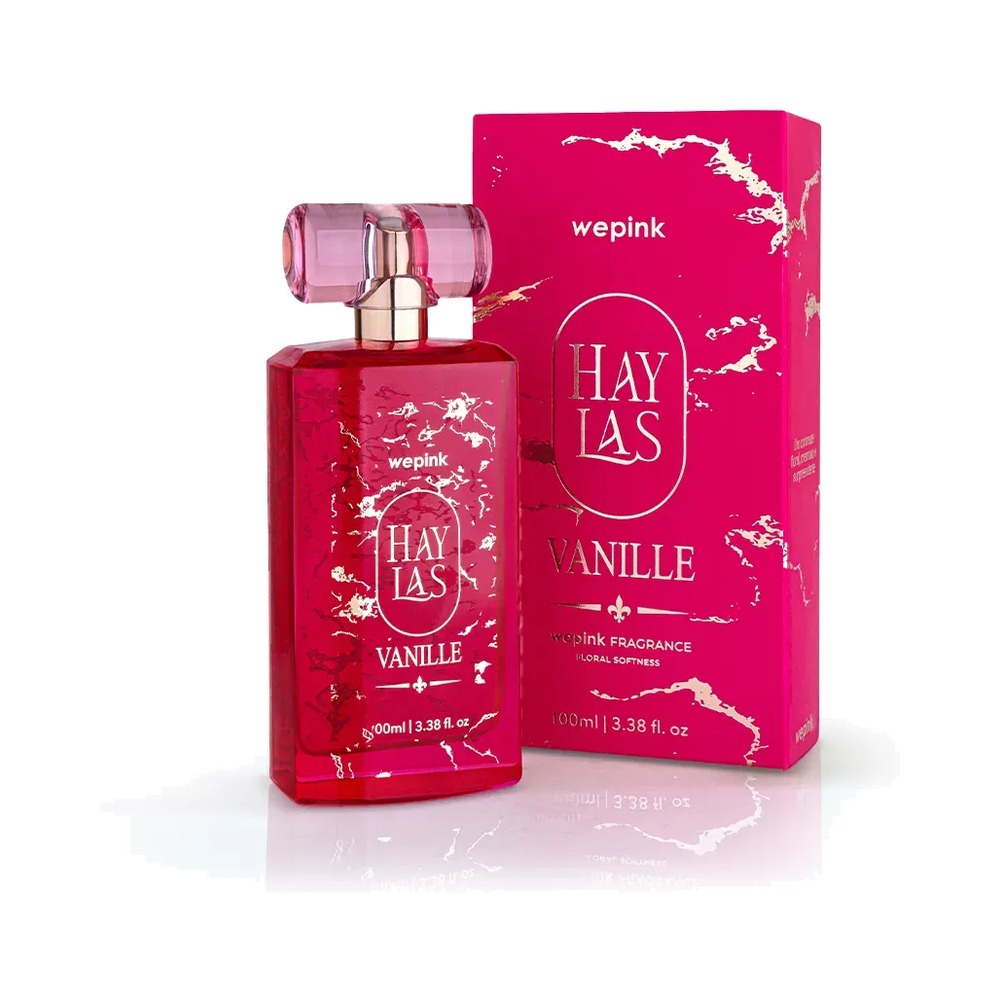 wepink
HAY
LAS
VANILLE
wepink FRAGRANCE
FLORAL SOFTNESS
100ml | 3.38 fl. oz
wepink
wepink
HAY
LAS
VANILLE
100ml | 3.38 fl. oz